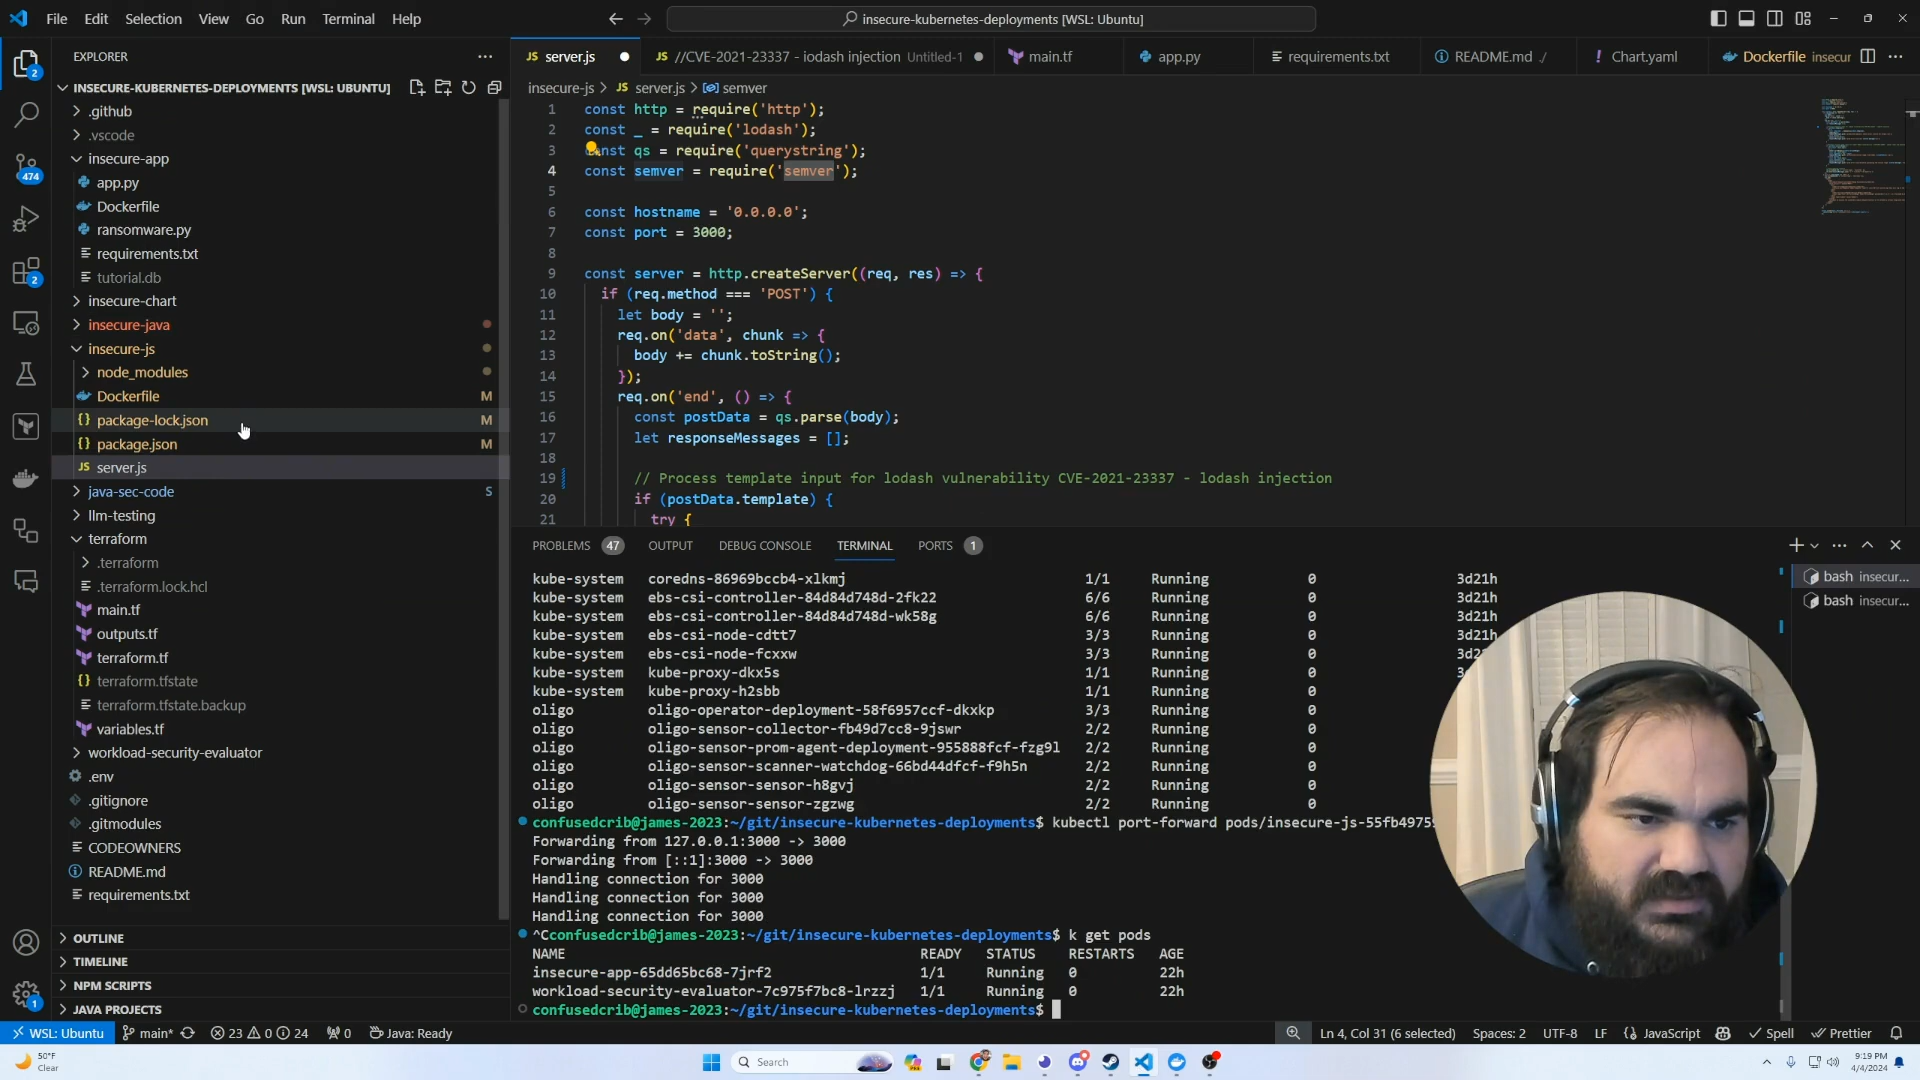 File Edit Selection View Go Run Terminal Help
insecure-kubernetes-deployments [WSL: Ubuntu]
EXPLORER
INSECURE-KUBERNETES-DEPLOYMENTS [WSL: UBUNTU]
.github
.vscode
insecure-app
app.py
Dockerfile
ransomware.py
requirements.txt
tutorial.db
insecure-chart
insecure-java
insecure-js
node_modules
Dockerfile M
package-lock.json M
package.json M
server.js
java-sec-code S
llm-testing
terraform
.terraform
.terraform.lock.hcl
main.tf
outputs.tf
terraform.tf
terraform.tfstate
terraform.tfstate.backup
variables.tf
workload-security-evaluator
.env
.gitignore
.gitmodules
CODEOWNERS
README.md
requirements.txt
OUTLINE
TIMELINE
NPM SCRIPTS
JAVA PROJECTS
2
474
2
1
JS server.js JS //CVE-2021-23337 - lodash injection Untitled-1 main.tf app.py requirements.txt README.md ./ Chart.yaml Dockerfile insecur
insecure-js > JS server.js > semver
1 const http = require('http');
2 const _ = require('lodash');
3 const qs = require('querystring');
4 const semver = require('semver');
5
6 const hostname = '0.0.0.0';
7 const port = 3000;
8
9 const server = http.createServer((req, res) => {
10 if (req.method === 'POST') {
11 let body = '';
12 req.on('data', chunk => {
13 body += chunk.toString();
14 });
15 req.on('end', () => {
16 const postData = qs.parse(body);
17 let responseMessages = [];
18
19 // Process template input for lodash vulnerability CVE-2021-23337 - lodash injection
20 if (postData.template) {
21 try {
PROBLEMS 47 OUTPUT DEBUG CONSOLE TERMINAL PORTS 1
kube-system coredns-86969bccb4-xlkmj 1/1 Running 0 3d21h
kube-system ebs-csi-controller-84d84d748d-2fk22 6/6 Running 0 3d21h
kube-system ebs-csi-controller-84d84d748d-wk58g 6/6 Running 0 3d21h
kube-system ebs-csi-node-cdtt7 3/3 Running 0 3d21h
kube-system ebs-csi-node-fcxxw 3/3 Running 0
kube-system kube-proxy-dkx5s 1/1 Running 0
kube-system kube-proxy-h2sbb 1/1 Running 0
oligo oligo-operator-deployment-58f6957ccf-dkxkp 3/3 Running 0
oligo oligo-sensor-collector-fb49d7cc8-9jswr 2/2 Running 0
oligo oligo-sensor-prom-agent-deployment-955888fcf-fzg9l 2/2 Running 0
oligo oligo-sensor-scanner-watchdog-66bd44dfcf-f9h5n 2/2 Running 0
oligo oligo-sensor-sensor-h8gvj 2/2 Running 0
oligo oligo-sensor-sensor-zgzwg 2/2 Running 0
confusedcrib@james-2023:~/git/insecure-kubernetes-deployments$ kubectl port-forward pods/insecure-js-55fb4975
Forwarding from 127.0.0.1:3000 -> 3000
Forwarding from [::1]:3000 -> 3000
Handling connection for 3000
Handling connection for 3000
Handling connection for 3000
^Cconfusedcrib@james-2023:~/git/insecure-kubernetes-deployments$ k get pods
NAME READY STATUS RESTARTS AGE
insecure-app-65dd65bc68-7jrf2 1/1 Running 0 22h
workload-security-evaluator-7c975f7bc8-lrzzj 1/1 Running 0 22h
confusedcrib@james-2023:~/git/insecure-kubernetes-deployments$
bash insecur...
bash insecur...
WSL: Ubuntu main* 23 0 24 0 Java: Ready Ln 4, Col 31 (6 selected) Spaces: 2 UTF-8 LF JavaScript Spell Prettier
50°F
Clear
Search
9:19 PM
4/4/2024